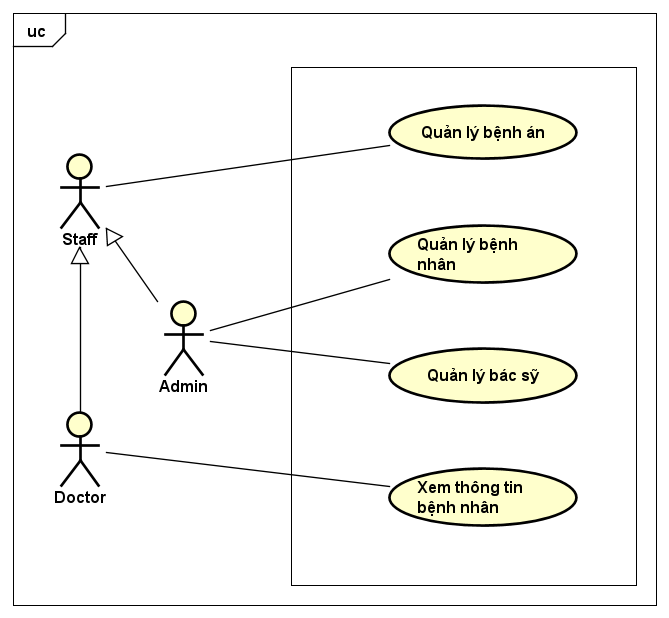 uc
Quản lý bệnh án
Staff
Quản lý bệnh
nhân
Admin
Quản lý bác sỹ
Doctor
Xem thông tin
bệnh nhân